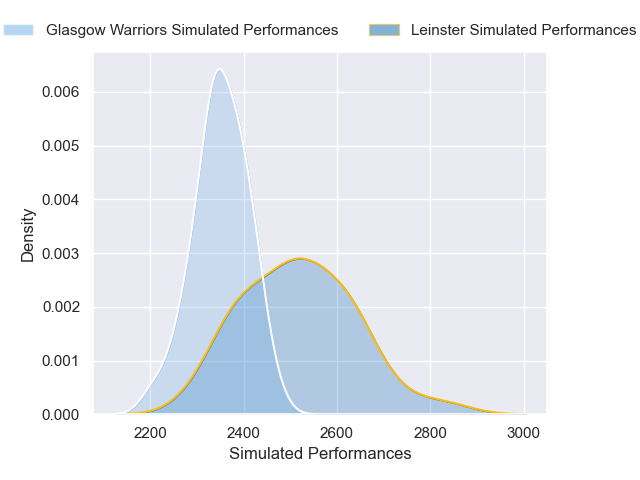 Glasgow Warriors Simulated Performances
Leinster Simulated Performances
0.006
0.005
0.004
0.003
0.002
0.001
0.000
Density
2200 2400 2600 2800 3000
Simulated Performances